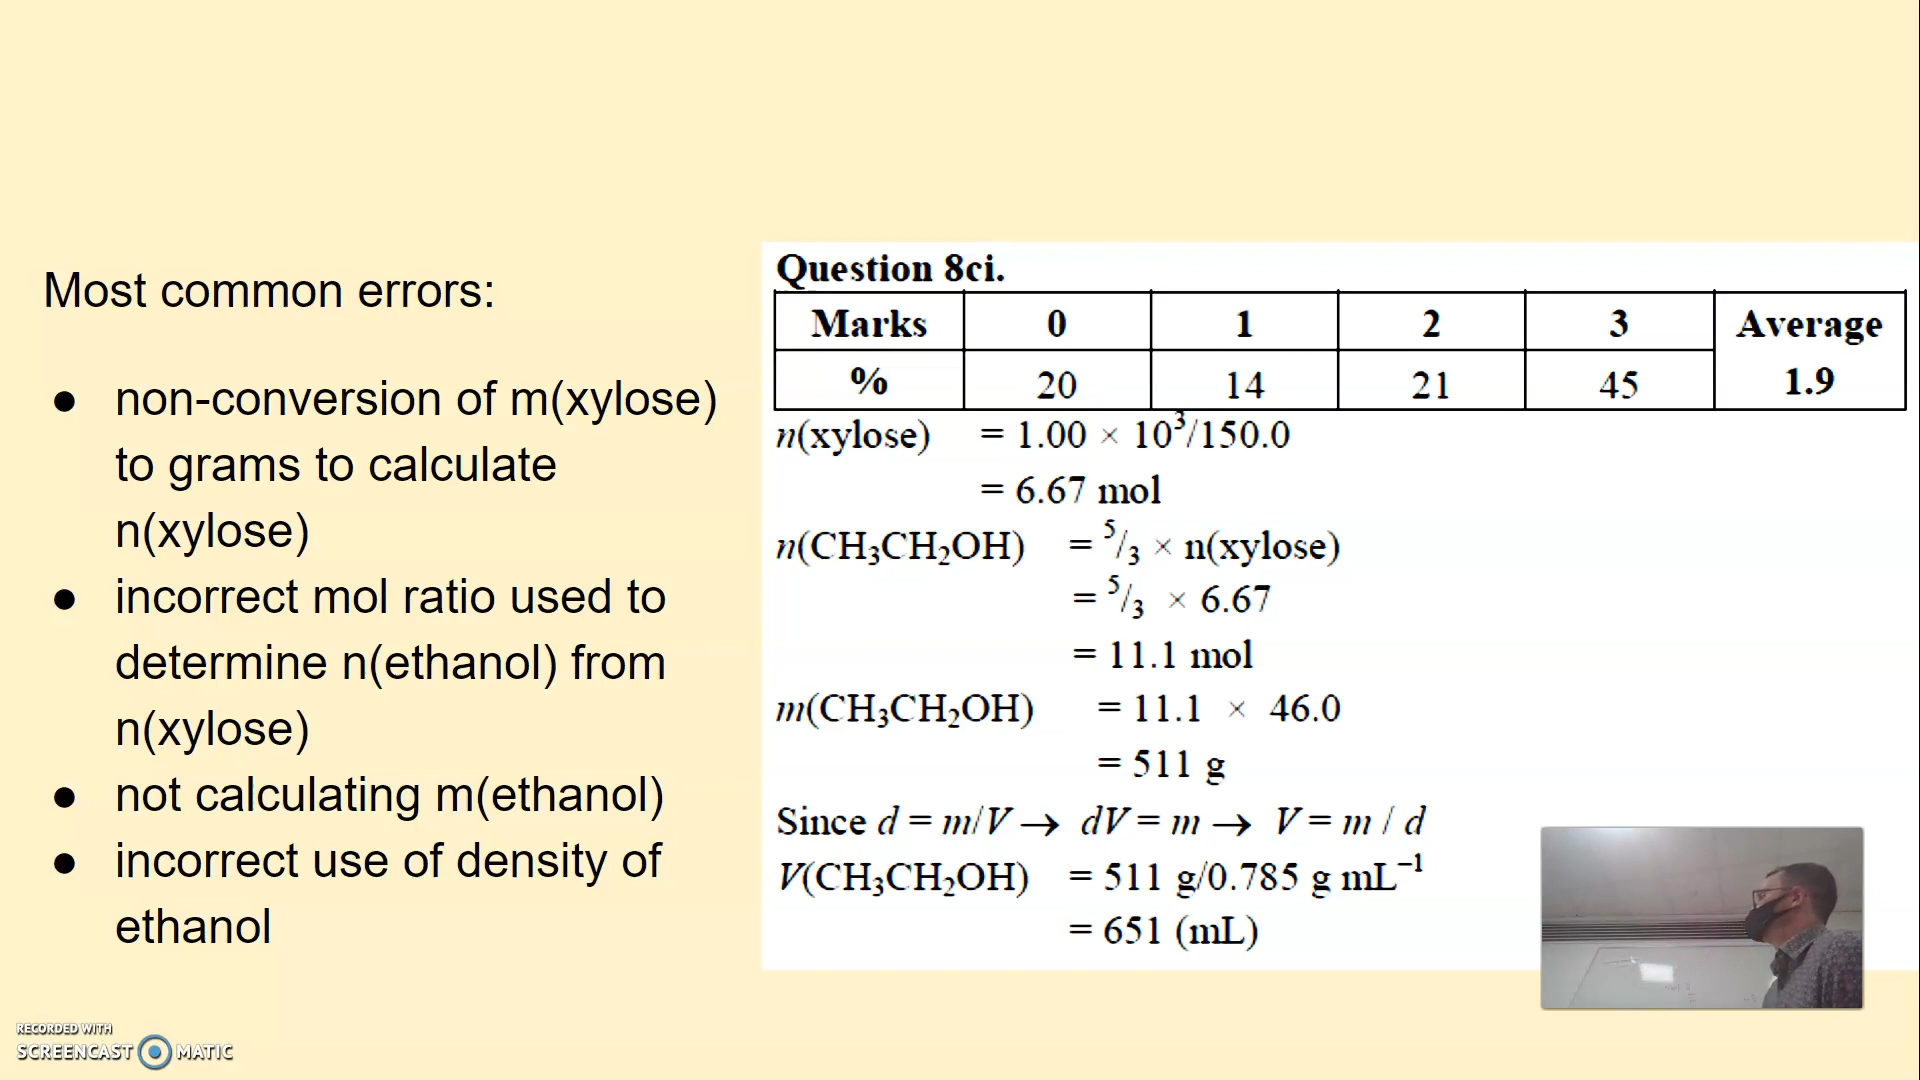 Most common errors:
● non-conversion of m(xylose)
to grams to calculate
n(xylose)
● incorrect mol ratio used to
determine n(ethanol) from
n(xylose)
● not calculating m(ethanol)
● incorrect use of density of
ethanol
Question 8ci.
Marks 0 1 2 3 Average
% 20 14 21 45 1.9
n(xylose) = 1.00 × 10³/150.0
= 6.67 mol
n(CH₃CH₂OH) = ⁵/₃ × n(xylose)
= ⁵/₃ × 6.67
= 11.1 mol
m(CH₃CH₂OH) = 11.1 × 46.0
= 511 g
Since d = m/V → dV = m → V = m / d
V(CH₃CH₂OH) = 511 g/0.785 g mL⁻¹
= 651 (mL)
RECORDED WITH
SCREENCAST MATIC